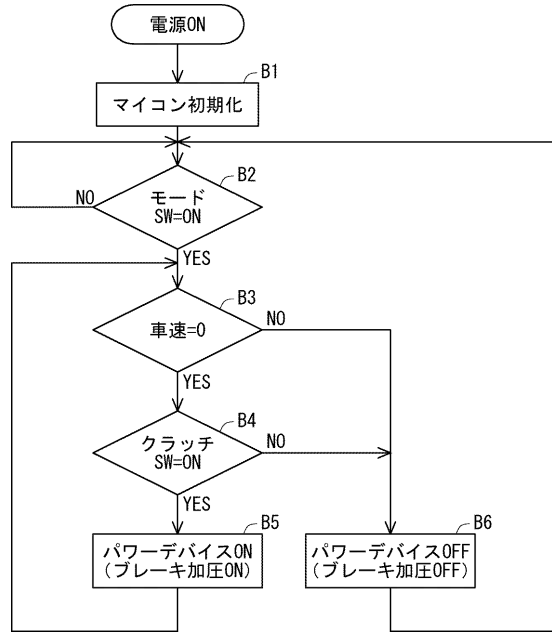 電源ON
B1
マイコン初期化
B2
モード
SW=ON
NO
YES
B3
車速=0
NO
YES
B4
クラッチ
SW=ON
NO
YES
B5
パワーデバイスON
(ブレーキ加圧ON)
B6
パワーデバイスOFF
(ブレーキ加圧OFF)